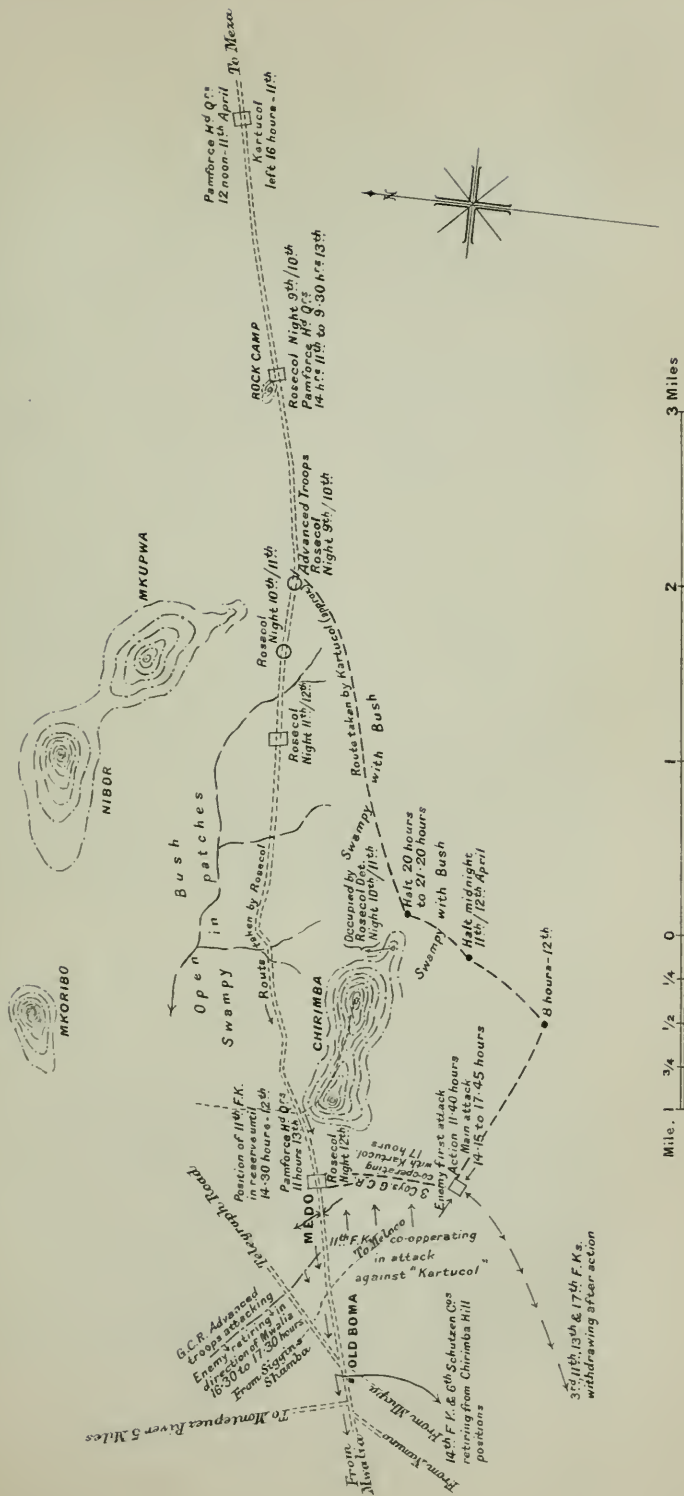 To Mexa
Pamforce Hd Qrs
12 noon-11th April
Kartucol
left 16 hours-11th
ROCK CAMP
Rosecol Night 9th/10th
Pamforce Hd Qrs
14 hrs 11th to 9·30 hrs 13th
Advanced Troops
Rosecol
Night 9th/10th
Rosecol
Night 10th/11th
Rosecol
Night 11th/12th
MKUPWA
NIBOR
MKORIBO
Bush
patches
in
Open
Swampy
Route taken by Rosecol
Route taken by Kartucol (approx)
Swampy with Bush
Occupied by
Rosecol Det.
Night 10th/11th
Halt 20 hours
to 21·20 hours
Swampy with Bush
Halt midnight
11th/12th April
8 hours-12th
CHIRIMBA
Position of 11th F.K.
in reserve until
14·30 hours-12th
Pamforce Hd Qrs
11 hours 13th
MEDO
Rosecol
Night 12th
3 Coys G.C.R.
co-operating
with Kartucol
17 hours
Enemy first attack
Action 11·40 hours
Main attack
14·15 to 17·45 hours
11th F.K. co-opperating
in attack
against "Kartucol"
Telegraph Road
G.C.R. Advanced
troops attacking
Enemy retiring in
direction of Mwalia
16·30 to 17·30 hours
From Siggins
Shamba
OLD BOMA
To Montepuez River 5 Miles
From
Mwalia
From Nanuno
14th F.K. & 6th Schutzen Cos
retiring from Chirimba Hill
positions
3rd 11th 13th & 17th F.Ks.
withdrawing after action
N
Mile. 1 3/4 1/2 1/4 0 1 2 3 Miles